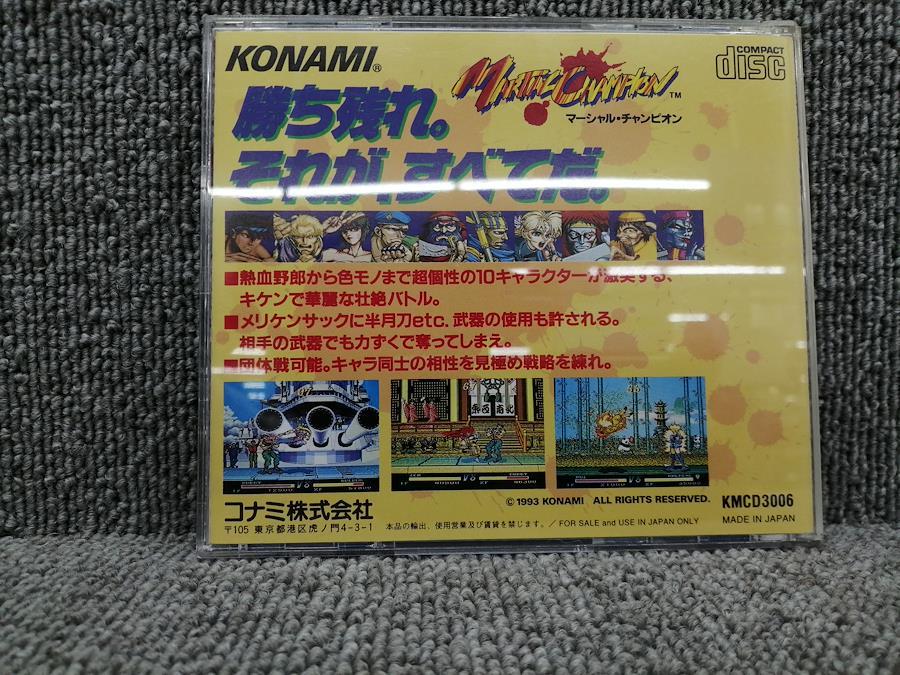 KONAMI®
MARTIAL CHAMPION™
マーシャル・チャンピオン
COMPACT
disc
勝ち残れ。
それが、すべてだ。
■熱血野郎から色モノまで超個性の10キャラクターが激突する、
キケンで華麗な壮絶バトル。
■メリケンサックに半月刀etc.武器の使用も許される。
相手の武器でも力ずくで奪ってしまえ。
■団体戦可能。キャラ同士の相性を見極め戦略を練れ。
コナミ株式会社
〒105 東京都港区虎ノ門4-3-1
本品の輸出、使用営業及び賃貸を禁じます。/ FOR SALE and USE IN JAPAN ONLY
©1993 KONAMI ALL RIGHTS RESERVED.
KMCD3006
MADE IN JAPAN